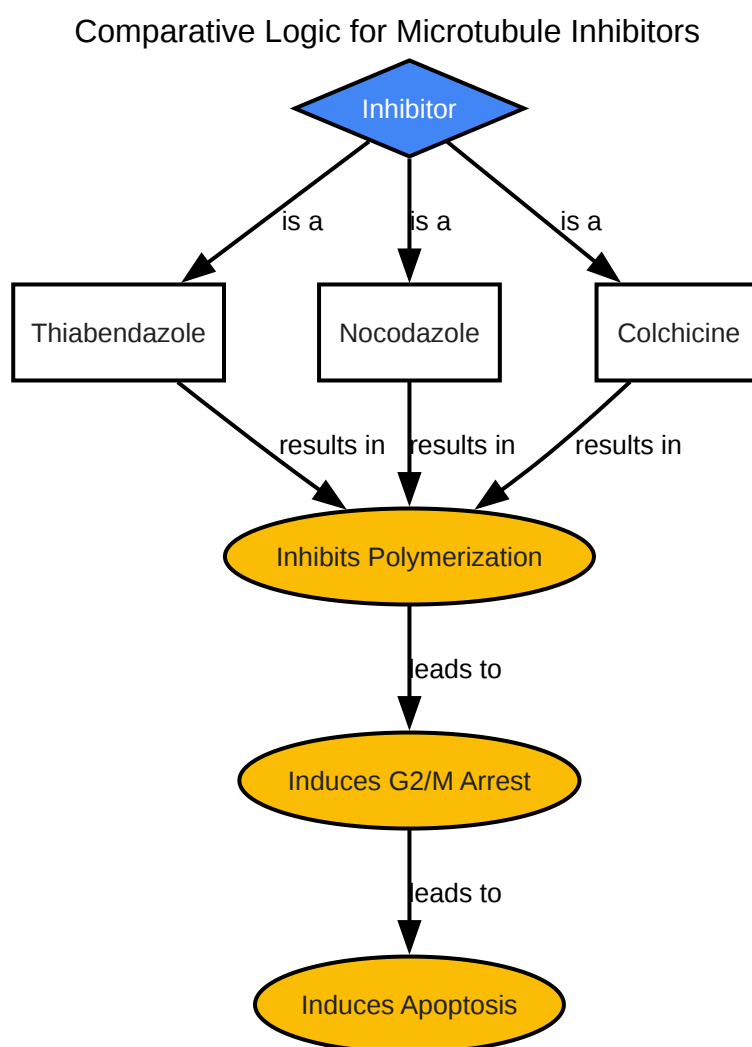 Comparative Logic for Microtubule Inhibitors
Inhibitor
is a
is a
is a
Thiabendazole
Nocodazole
Colchicine
results in
results in
results in
Inhibits Polymerization
leads to
Induces G2/M Arrest
leads to
Induces Apoptosis